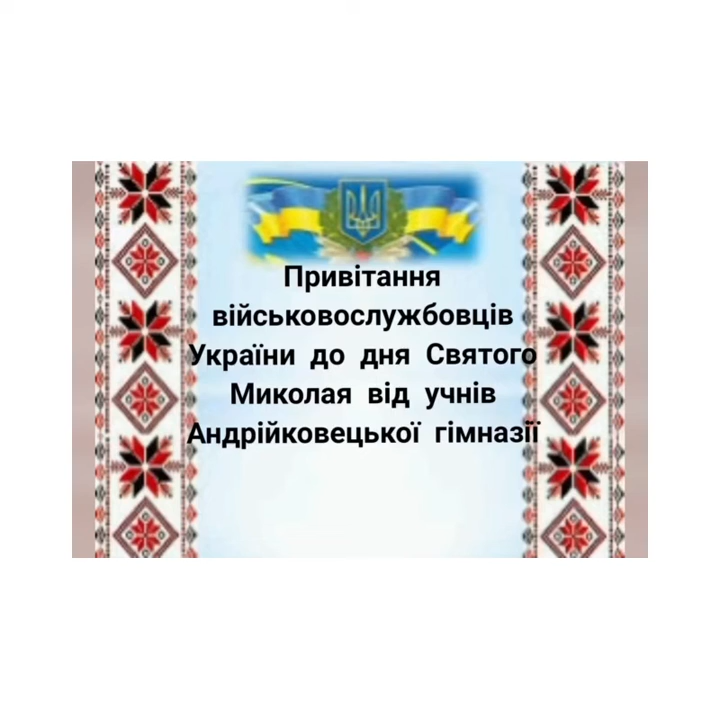 Привітання
військовослужбовців
України до дня Святого
Миколая від учнів
Андрійковецької гімназії